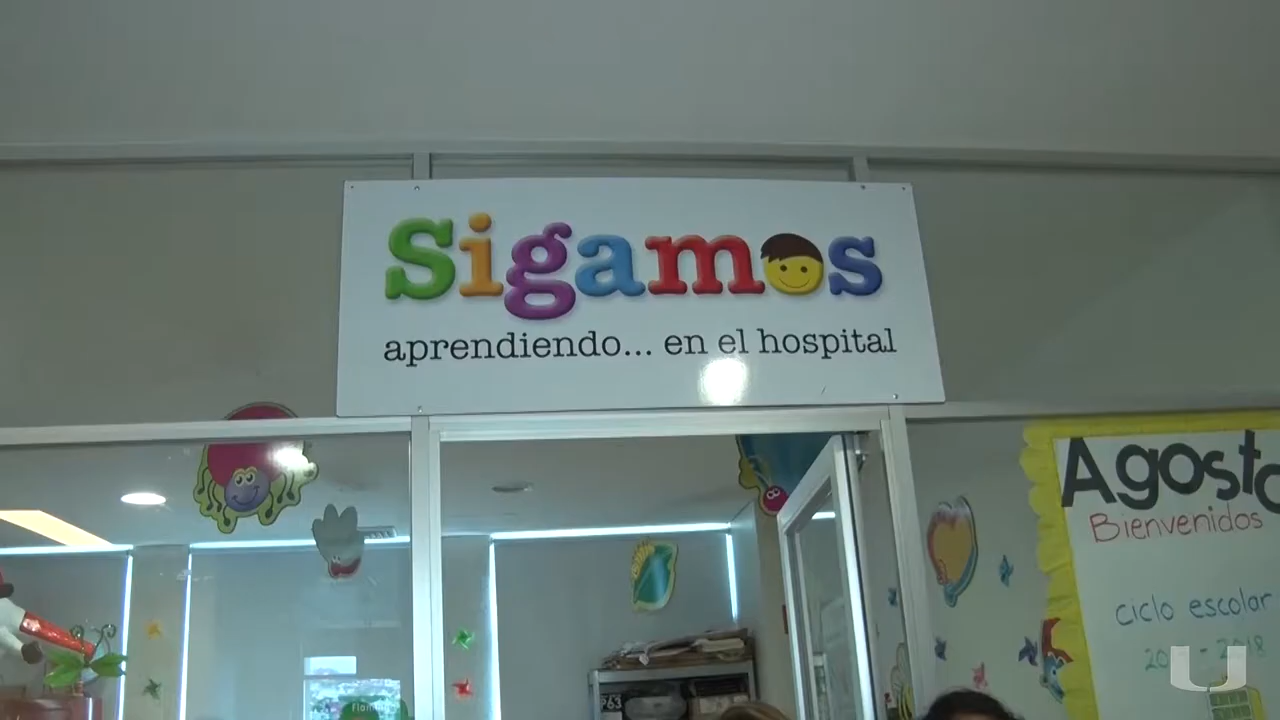 Sigamos
aprendiendo... en el hospital
Agosto
Bienvenidos
ciclo escolar
U